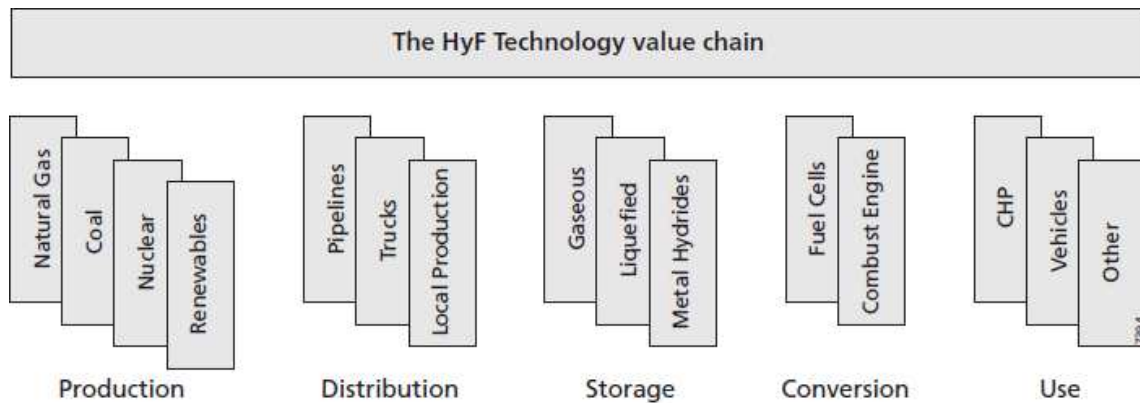 The HyF Technology value chain
Natural Gas
Coal
Nuclear
Renewables
Pipelines
Trucks
Local Production
Gaseous
Liquefied
Metal Hydrides
Fuel Cells
Combust Engine
CHP
Vehicles
Other
Production
Distribution
Storage
Conversion
Use